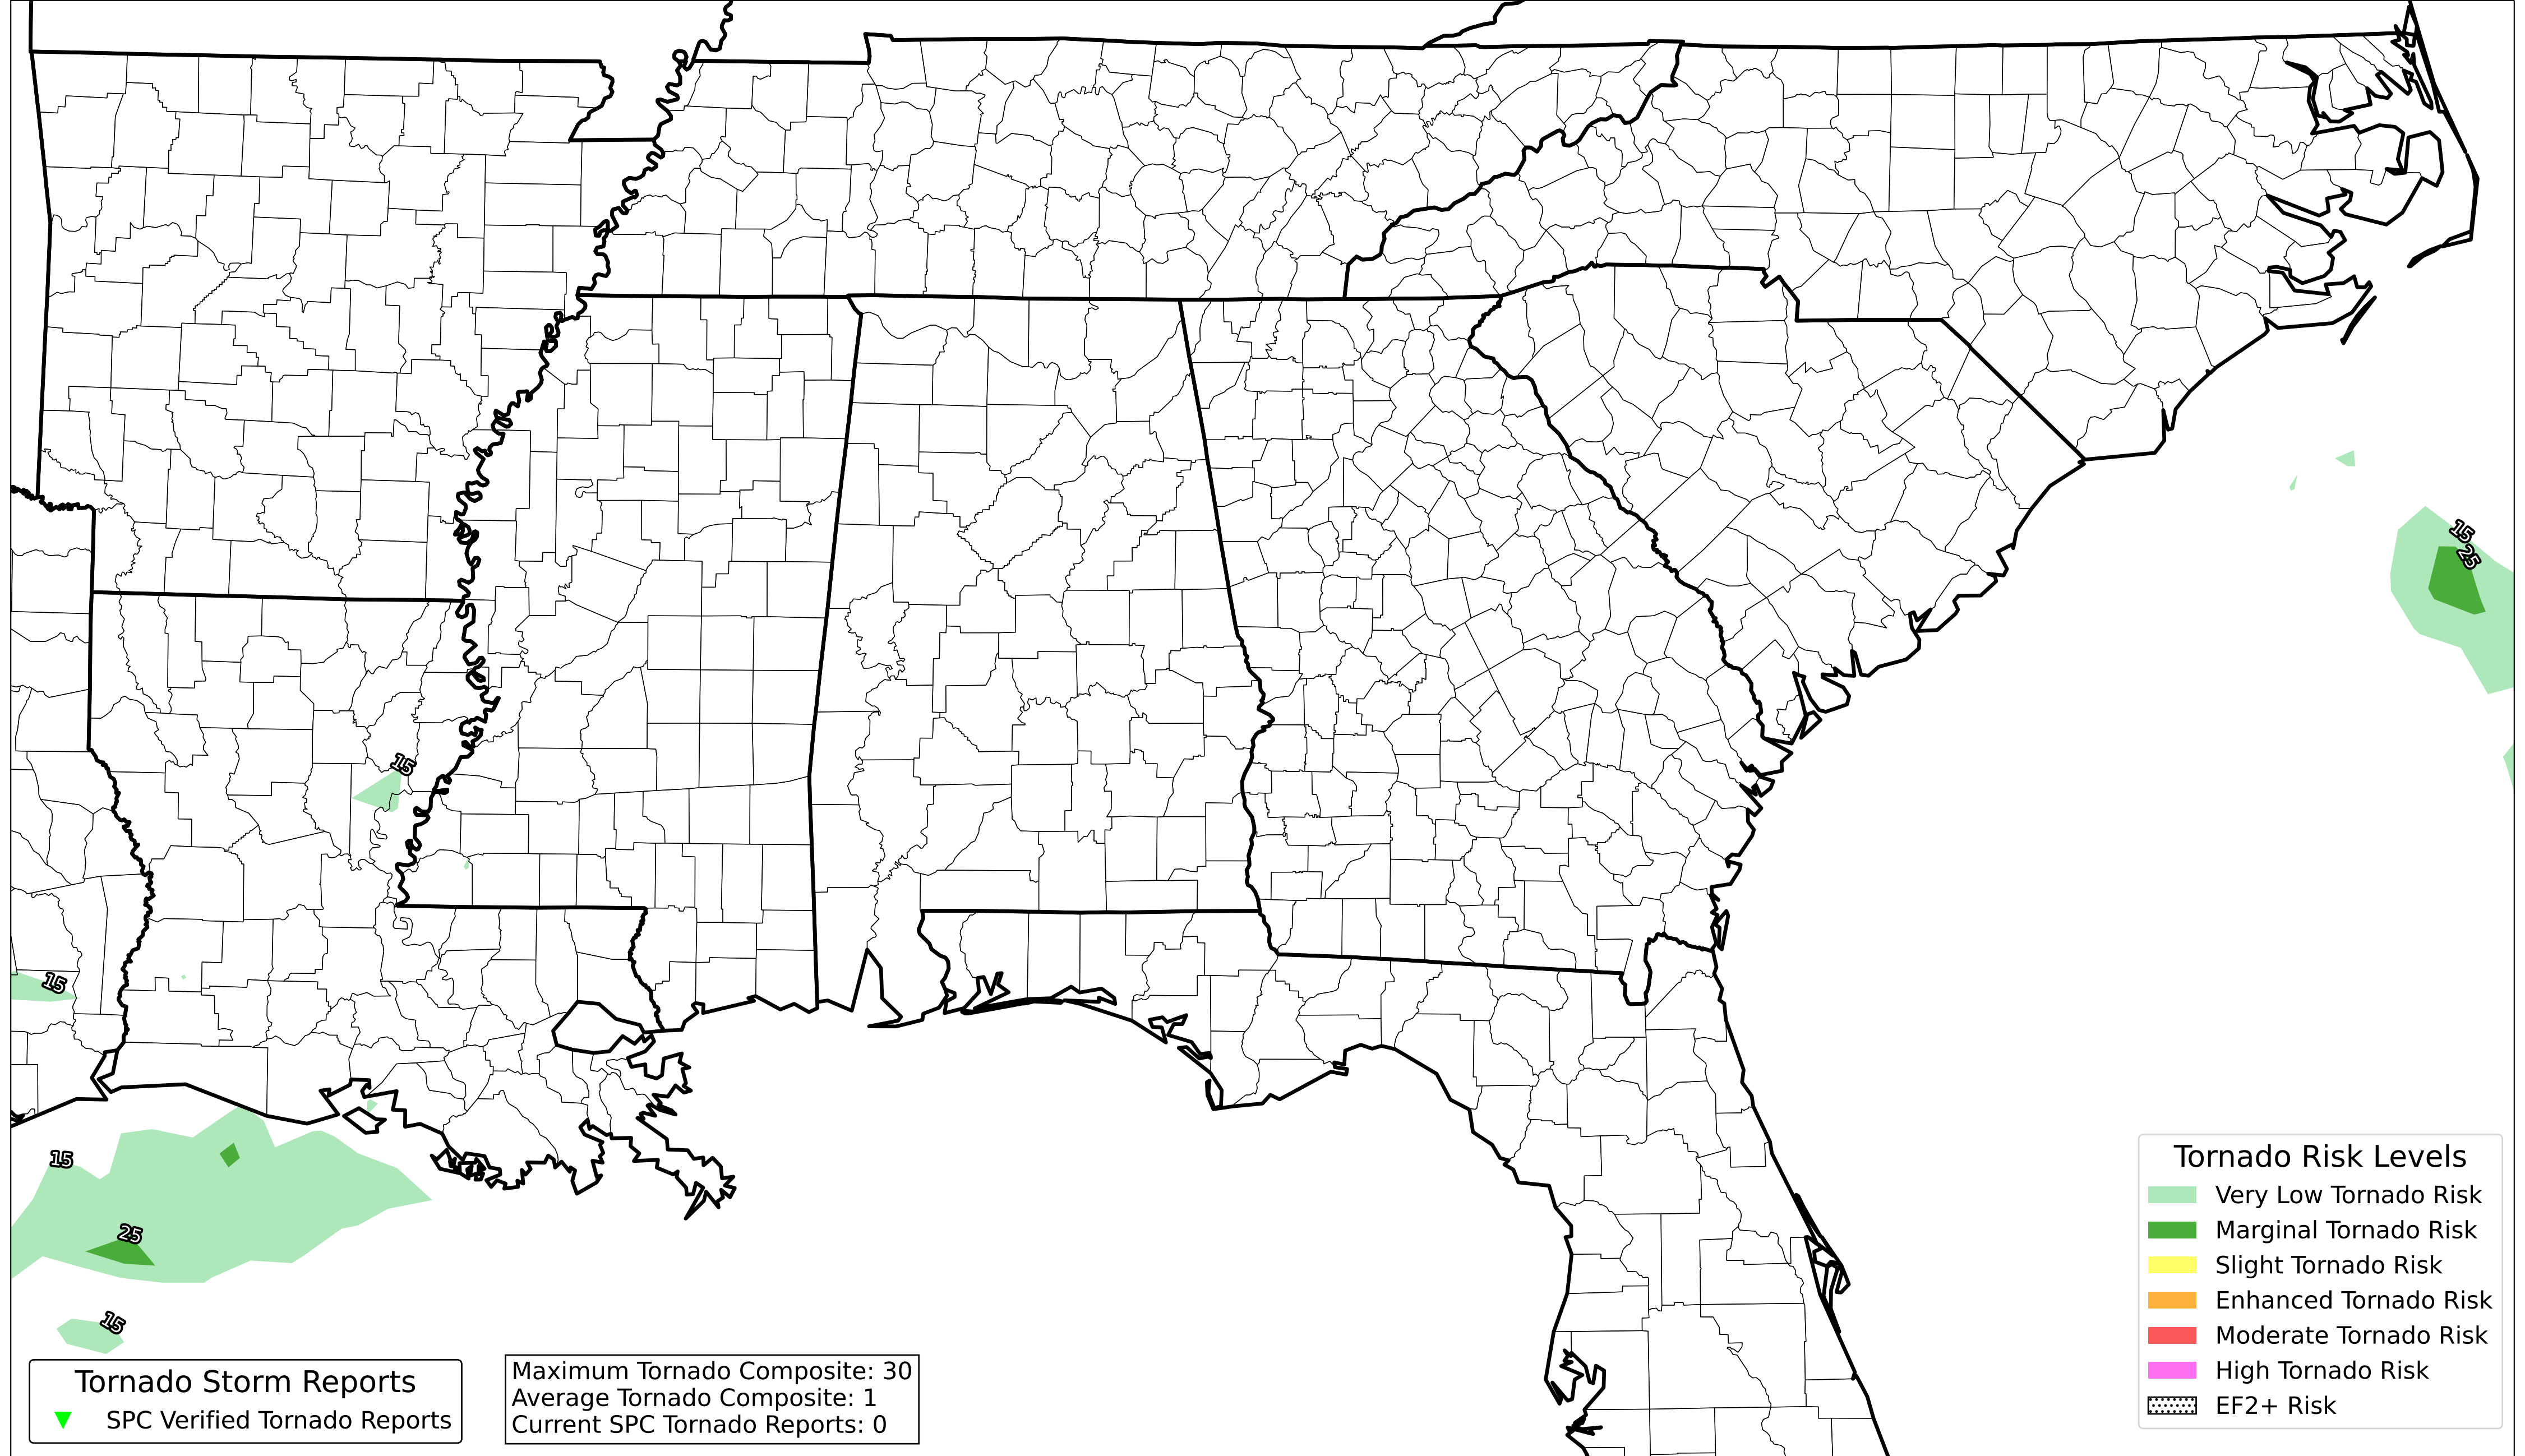 15
25
15
15
15
25
15
Tornado Risk Levels
Very Low Tornado Risk
Marginal Tornado Risk
Slight Tornado Risk
Enhanced Tornado Risk
Moderate Tornado Risk
High Tornado Risk
EF2+ Risk
Tornado Storm Reports
SPC Verified Tornado Reports
Maximum Tornado Composite: 30
Average Tornado Composite: 1
Current SPC Tornado Reports: 0